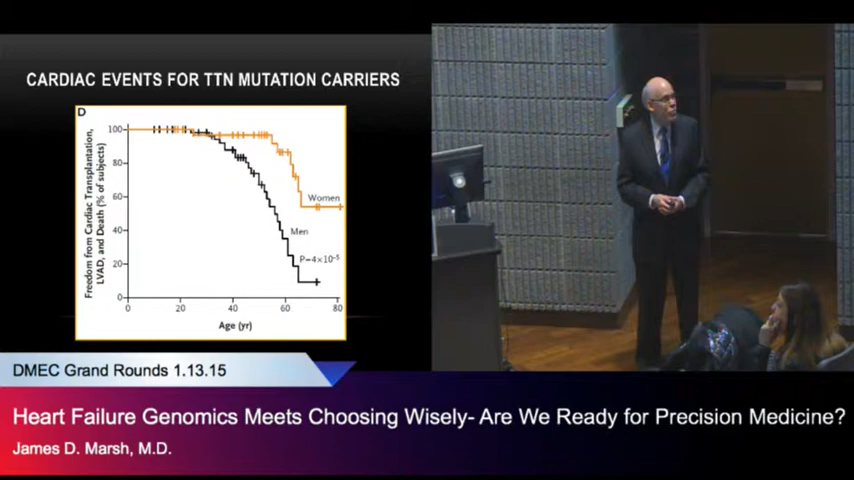 CARDIAC EVENTS FOR TTN MUTATION CARRIERS
D
Freedom from Cardiac Transplantation,
LVAD, and Death (% of subjects)
100
80
60
40
20
0
Women
Men
P=4×10⁻⁵
0 20 40 60 80
Age (yr)
DMEC Grand Rounds 1.13.15
Heart Failure Genomics Meets Choosing Wisely- Are We Ready for Precision Medicine?
James D. Marsh, M.D.